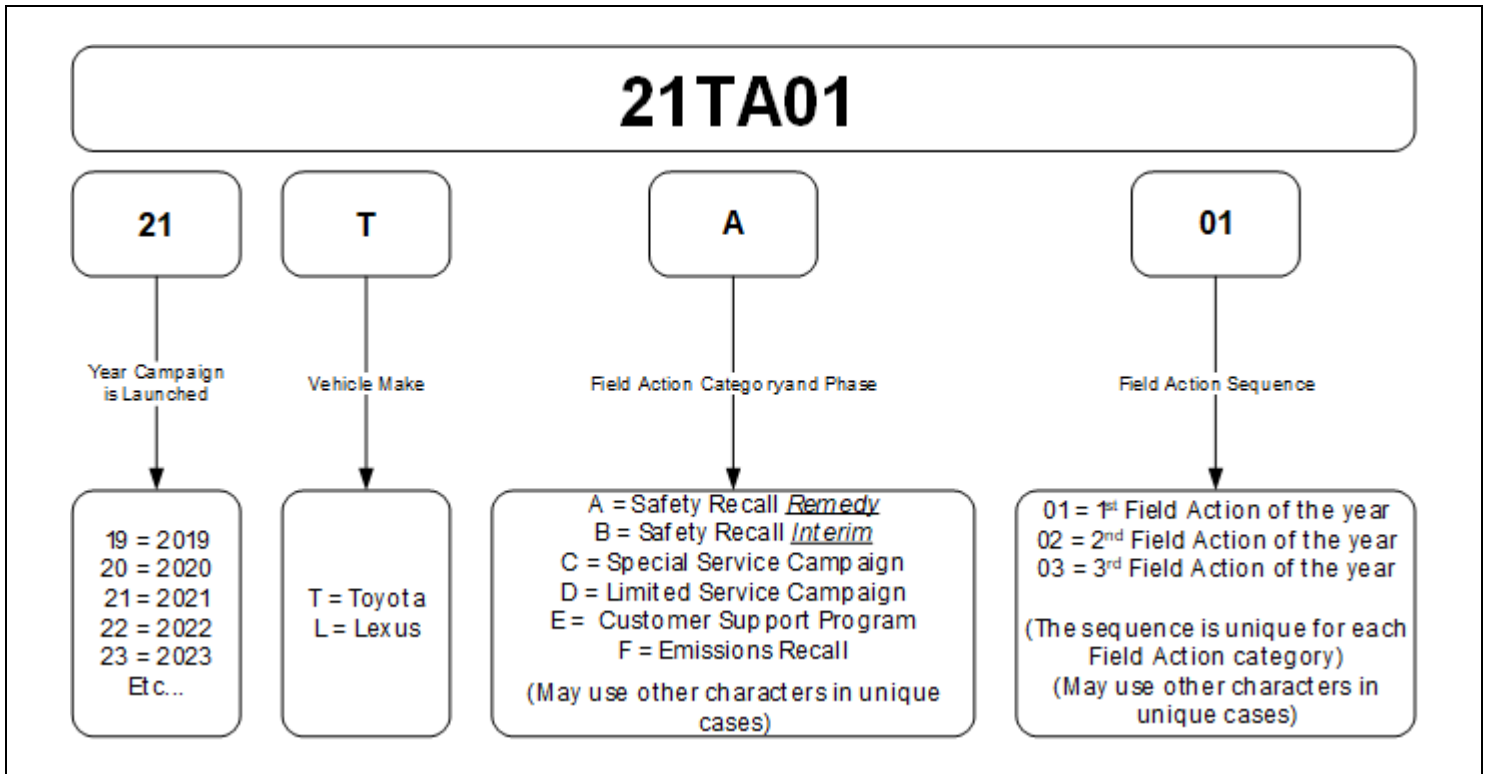 21TA01
21
T
A
01
Year Campaign
is Launched
Vehicle Make
Field Action Categoryand Phase
Field Action Sequence
19 = 2019
20 = 2020
21 = 2021
22 = 2022
23 = 2023
Etc...
T = Toyota
L = Lexus
A = Safety Recall Remedy
B = Safety Recall Interim
C = Special Service Campaign
D = Limited Service Campaign
E = Customer Support Program
F = Emissions Recall
(May use other characters in unique
cases)
01 = 1st Field Action of the year
02 = 2nd Field Action of the year
03 = 3rd Field Action of the year
(The sequence is unique for each
Field Action category)
(May use other characters in
unique cases)